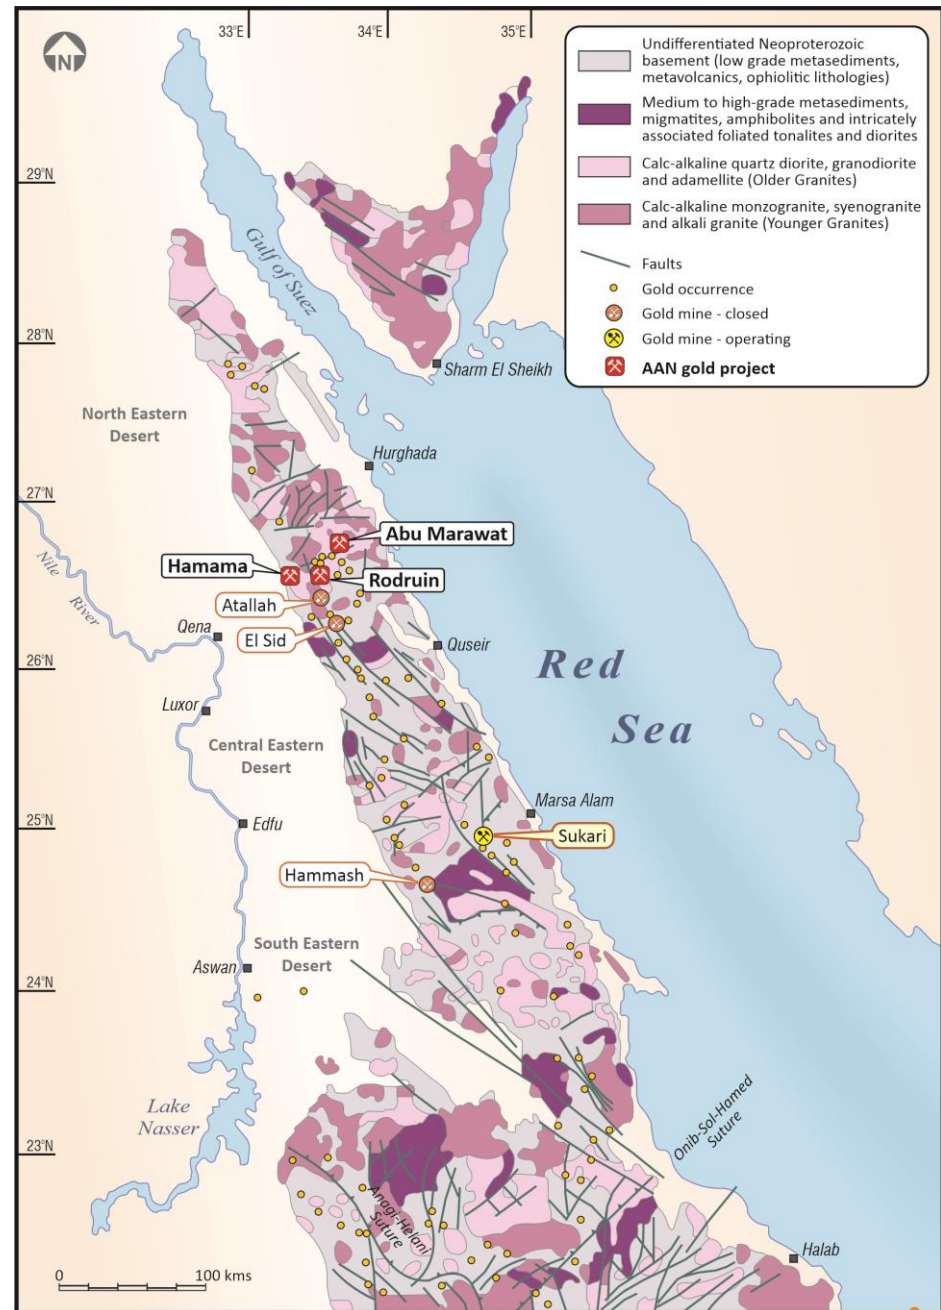 33°E
34°E
35°E
N
Undifferentiated Neoproterozoic
basement (low grade metasediments,
metavolcanics, ophiolitic lithologies)
Medium to high-grade metasediments,
migmatites, amphibolites and intricately
associated foliated tonalites and diorites
Calc-alkaline quartz diorite, granodiorite
and adamellite (Older Granites)
Calc-alkaline monzogranite, syenogranite
and alkali granite (Younger Granites)
Faults
Gold occurrence
Gold mine - closed
Gold mine - operating
AAN gold project
29°N
Gulf of Suez
28°N
Sharm El Sheikh
North Eastern
Desert
Hurghada
27°N
Abu Marawat
Hamama
Rodruin
Nile
River
Atallah
Qena
El Sid
Quseir
26°N
Red
Sea
Luxor
Central Eastern
Desert
Marsa Alam
25°N
Edfu
Sukari
Hammash
South Eastern
Desert
Aswan
24°N
Lake
Nasser
Onib-Sol-Hamed
Suture
23°N
Anagi-Helani
Suture
Halab
0
100 kms